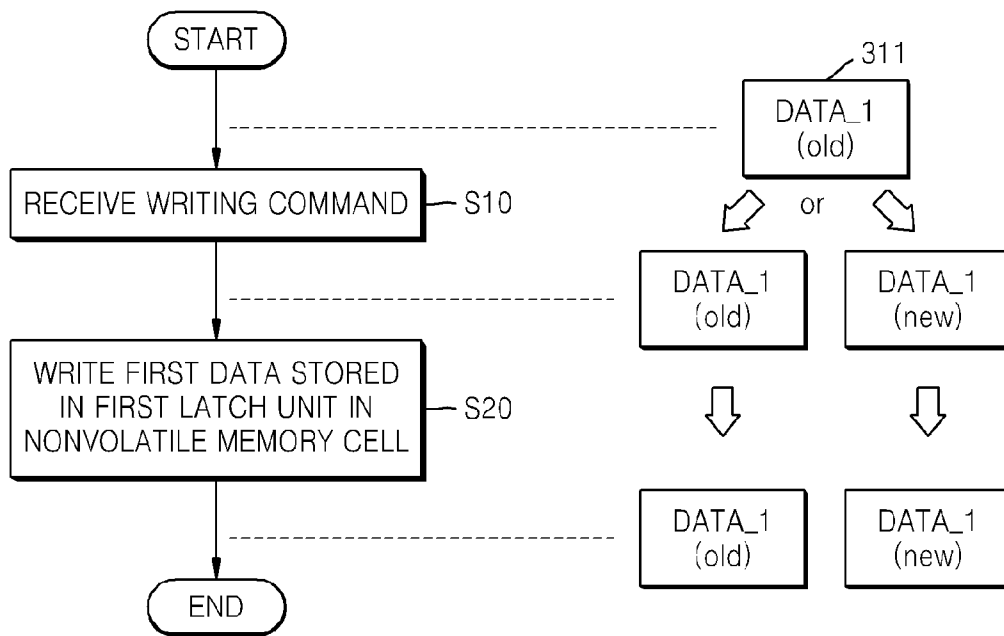 START
311
DATA_1
(old)
RECEIVE WRITING COMMAND
S10
or
DATA_1
(old)
DATA_1
(new)
WRITE FIRST DATA STORED
IN FIRST LATCH UNIT IN
NONVOLATILE MEMORY CELL
S20
DATA_1
(old)
DATA_1
(new)
END